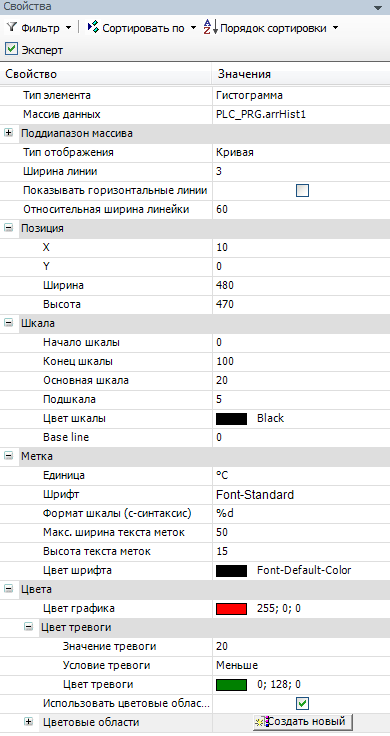 Свойства
Фильтр Сортировать по Порядок сортировки
Эксперт
Свойство Значения
Тип элемента Гистограмма
Массив данных PLC_PRG.arrHist1
Поддиапазон массива
Тип отображения Кривая
Ширина линии 3
Показывать горизонтальные линии
Относительная ширина линейки 60
Позиция
X 10
Y 0
Ширина 480
Высота 470
Шкала
Начало шкалы 0
Конец шкалы 100
Основная шкала 20
Подшкала 5
Цвет шкалы Black
Base line 0
Метка
Единица °C
Шрифт Font-Standard
Формат шкалы (с-синтаксис) %d
Макс. ширина текста меток 50
Высота текста меток 15
Цвет шрифта Font-Default-Color
Цвета
Цвет графика 255; 0; 0
Цвет тревоги
Значение тревоги 20
Условие тревоги Меньше
Цвет тревоги 0; 128; 0
Использовать цветовые облас...
Цветовые области Создать новый